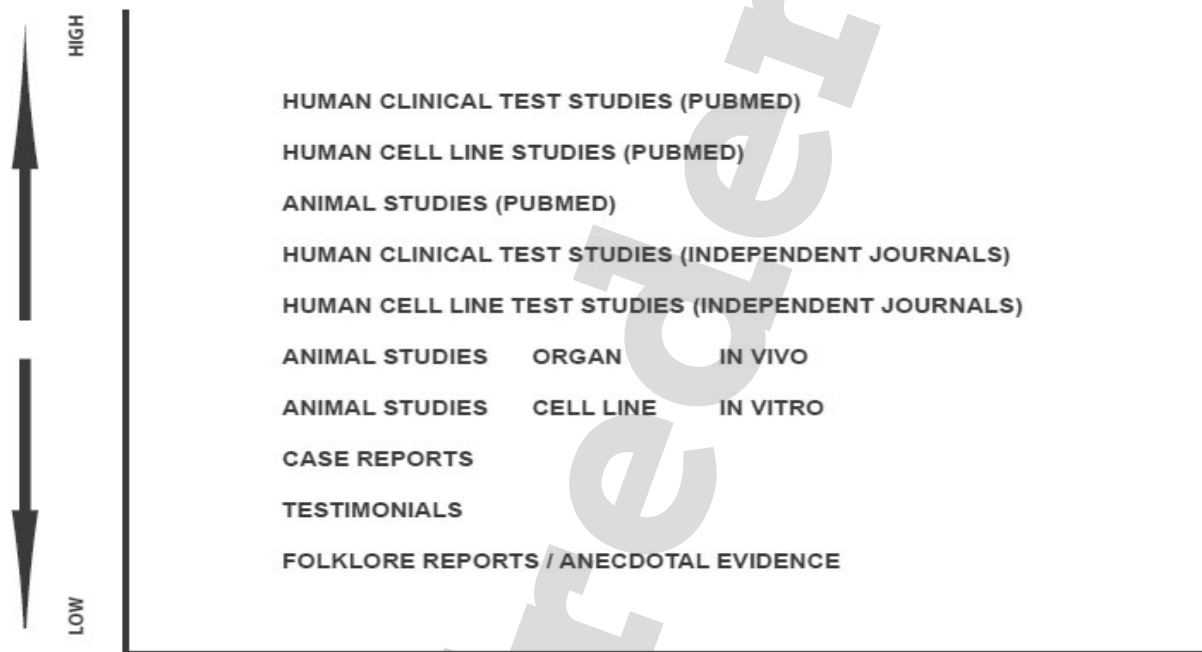 HIGH
HUMAN CLINICAL TEST STUDIES (PUBMED)
HUMAN CELL LINE STUDIES (PUBMED)
ANIMAL STUDIES (PUBMED)
HUMAN CLINICAL TEST STUDIES (INDEPENDENT JOURNALS)
HUMAN CELL LINE TEST STUDIES (INDEPENDENT JOURNALS)
ANIMAL STUDIES ORGAN IN VIVO
ANIMAL STUDIES CELL LINE IN VITRO
CASE REPORTS
TESTIMONIALS
FOLKLORE REPORTS / ANECDOTAL EVIDENCE
LOW